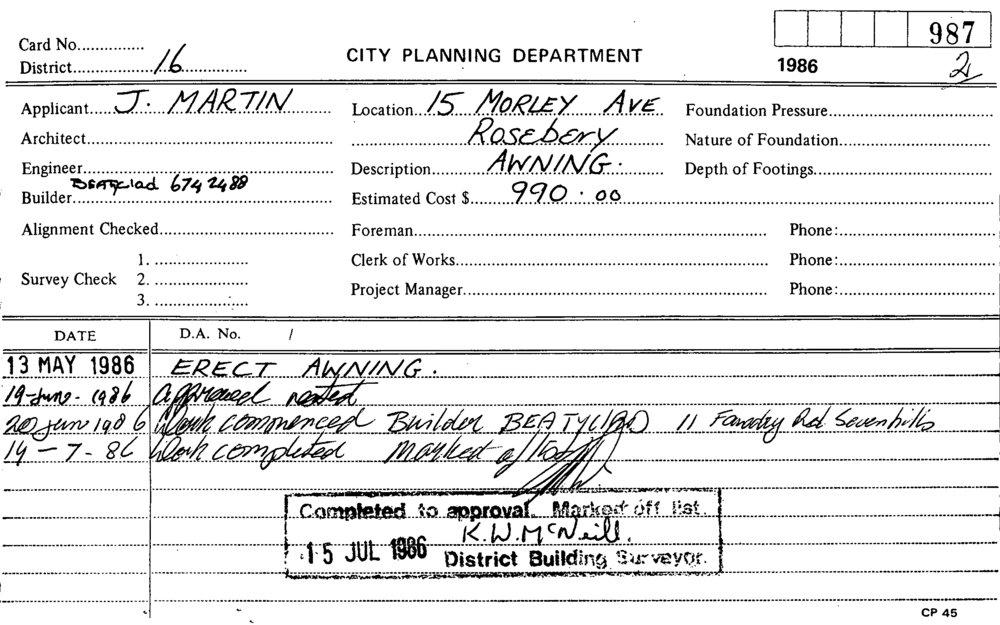 Card No...............
District......................16...............
CITY PLANNING DEPARTMENT
987
1986 2
Applicant.....J. MARTIN
Location...15 MORLEY AVE
Foundation Pressure
Architect
Rosebery
Nature of Foundation
Engineer
Description.........AWNING.
Depth of Footings
Builder BEATYclad 674 2488
Estimated Cost $........990.00
Alignment Checked
Foreman
Phone:
Survey Check
1.
2.
3.
Clerk of Works
Phone:
Project Manager
Phone:
DATE D.A. No. /
13 MAY 1986 ERECT AWNING.
19-June-1986 Approved
20 Jun 1986 Work commenced Builder BEATYCLAD 11 Foundry Rd Sevenhills
14-7-86 Work completed Marked off
Completed to approval. Marked off list.
K.W.McNeill.
15 JUL 1986 District Building Surveyor.
CP 45